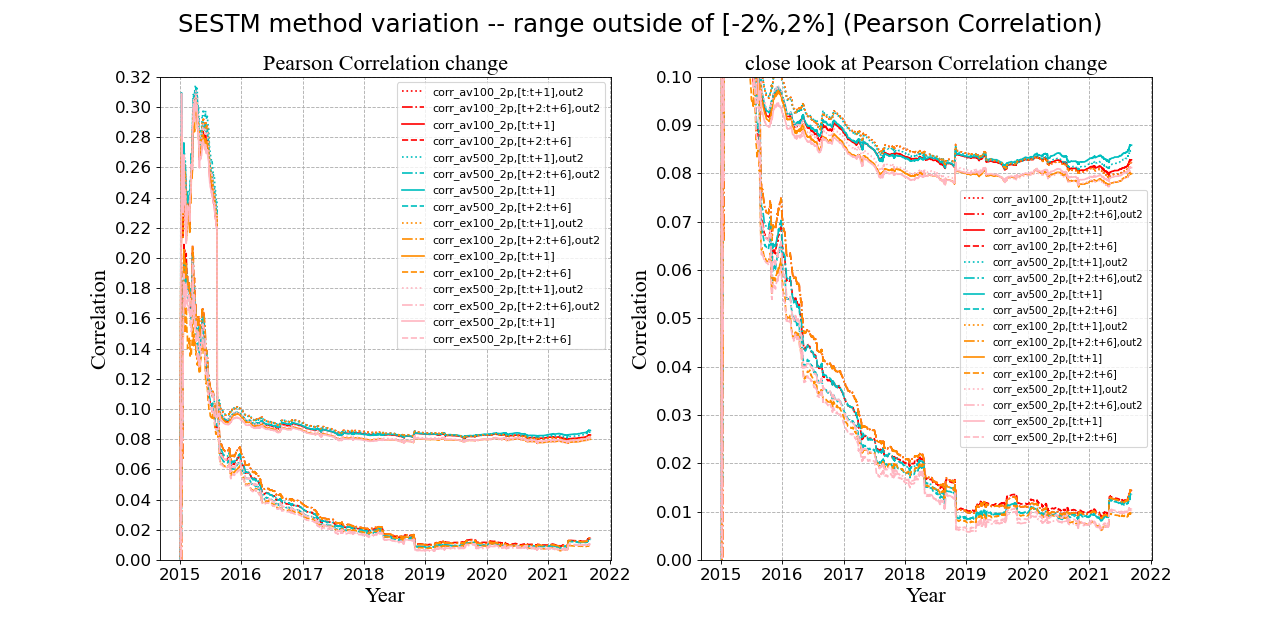 SESTM method variation -- range outside of [-2%,2%] (Pearson Correlation)
Pearson Correlation change
Correlation
0.32
0.30
0.28
0.26
0.24
0.22
0.20
0.18
0.16
0.14
0.12
0.10
0.08
0.06
0.04
0.02
0.00
corr_av100_2p,[t:t+1],out2
corr_av100_2p,[t+2:t+6],out2
corr_av100_2p,[t:t+1]
corr_av100_2p,[t+2:t+6]
corr_av500_2p,[t:t+1],out2
corr_av500_2p,[t+2:t+6],out2
corr_av500_2p,[t:t+1]
corr_av500_2p,[t+2:t+6]
corr_ex100_2p,[t:t+1],out2
corr_ex100_2p,[t+2:t+6],out2
corr_ex100_2p,[t:t+1]
corr_ex100_2p,[t+2:t+6]
corr_ex500_2p,[t:t+1],out2
corr_ex500_2p,[t+2:t+6],out2
corr_ex500_2p,[t:t+1]
corr_ex500_2p,[t+2:t+6]
2015 2016 2017 2018 2019 2020 2021 2022
Year
close look at Pearson Correlation change
Correlation
0.10
0.09
0.08
0.07
0.06
0.05
0.04
0.03
0.02
0.01
0.00
corr_av100_2p,[t:t+1],out2
corr_av100_2p,[t+2:t+6],out2
corr_av100_2p,[t:t+1]
corr_av100_2p,[t+2:t+6]
corr_av500_2p,[t:t+1],out2
corr_av500_2p,[t+2:t+6],out2
corr_av500_2p,[t:t+1]
corr_av500_2p,[t+2:t+6]
corr_ex100_2p,[t:t+1],out2
corr_ex100_2p,[t+2:t+6],out2
corr_ex100_2p,[t:t+1]
corr_ex100_2p,[t+2:t+6]
corr_ex500_2p,[t:t+1],out2
corr_ex500_2p,[t+2:t+6],out2
corr_ex500_2p,[t:t+1]
corr_ex500_2p,[t+2:t+6]
2015 2016 2017 2018 2019 2020 2021 2022
Year